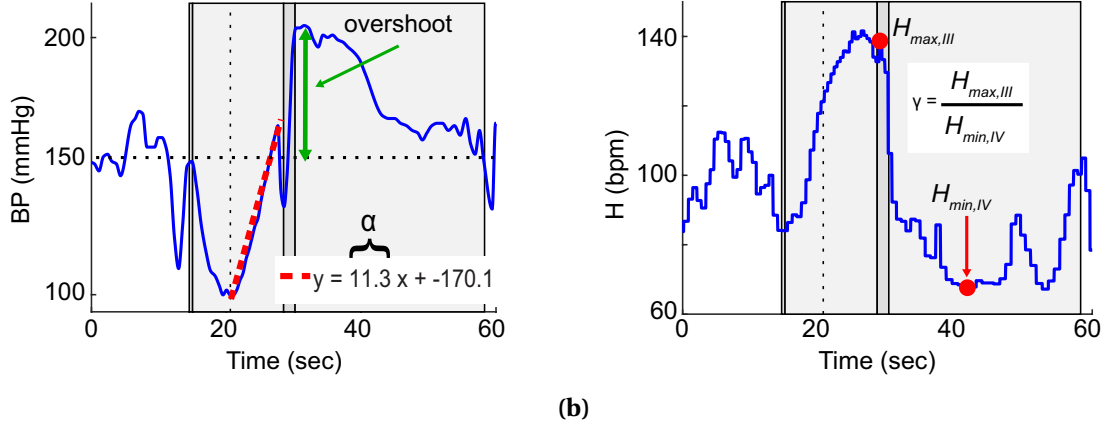 200
150
100
BP (mmHg)
overshoot
α
y = 11.3 x + -170.1
0
20
40
60
Time (sec)
140
100
60
H (bpm)
H_max,III
γ = H_max,III
H_min,IV
H_min,IV
0
20
40
60
Time (sec)
(b)